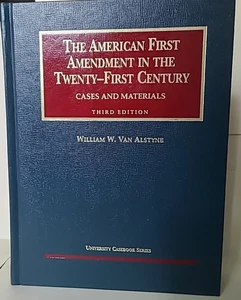 THE AMERICAN FIRST
AMENDMENT IN THE
TWENTY-FIRST CENTURY
CASES AND MATERIALS
THIRD EDITION
WILLIAM W. VAN ALSTYNE
UNIVERSITY CASEBOOK SERIES